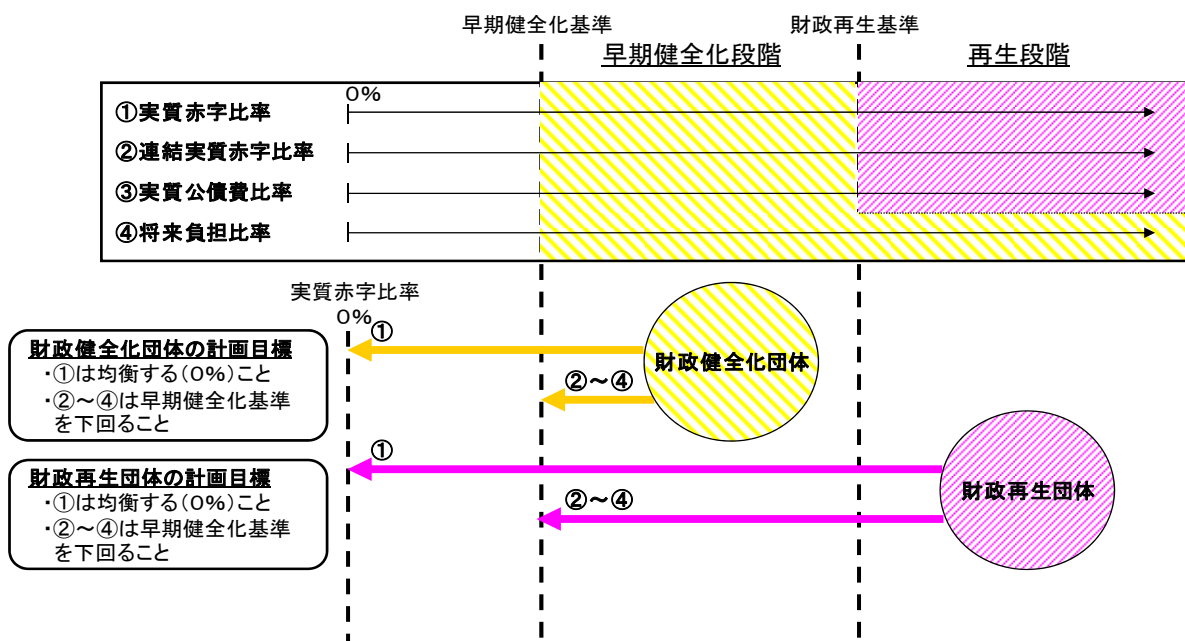 早期健全化基準
財政再生基準
早期健全化段階
再生段階
0%
①実質赤字比率
②連結実質赤字比率
③実質公債費比率
④将来負担比率
実質赤字比率
0%
財政健全化団体の計画目標
・①は均衡する(0%)こと
・②～④は早期健全化基準
を下回ること
①
②～④
財政健全化団体
財政再生団体の計画目標
・①は均衡する(0%)こと
・②～④は早期健全化基準
を下回ること
①
②～④
財政再生団体